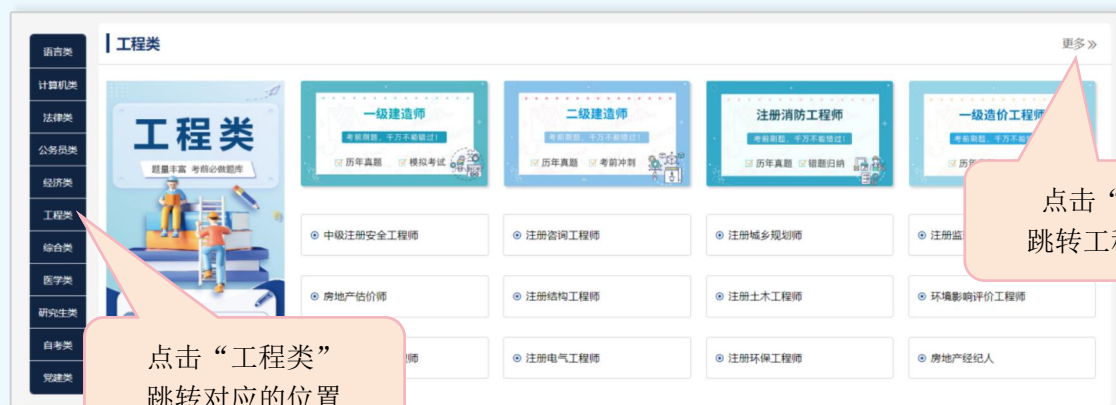 工程类
更多
语言类
计算机类
法律类
公务员类
经济类
工程类
综合类
医学类
研究生类
自考类
党建类
工程类
题量丰富 考前必做题库
一级建造师
考前刷题，千万不能错过！
历年真题 模拟考试
二级建造师
考前刷题，千万不能错过！
历年真题 考前冲刺
注册消防工程师
考前刷题，千万不能错过！
历年真题 错题归纳
一级造价工程师
中级注册安全工程师
注册咨询工程师
注册城乡规划师
注册监
房地产估价师
注册结构工程师
注册土木工程师
环境影响评价工程师
师
注册电气工程师
注册环保工程师
房地产经纪人
点击“工程类”
跳转对应的位置
点击“
跳转工